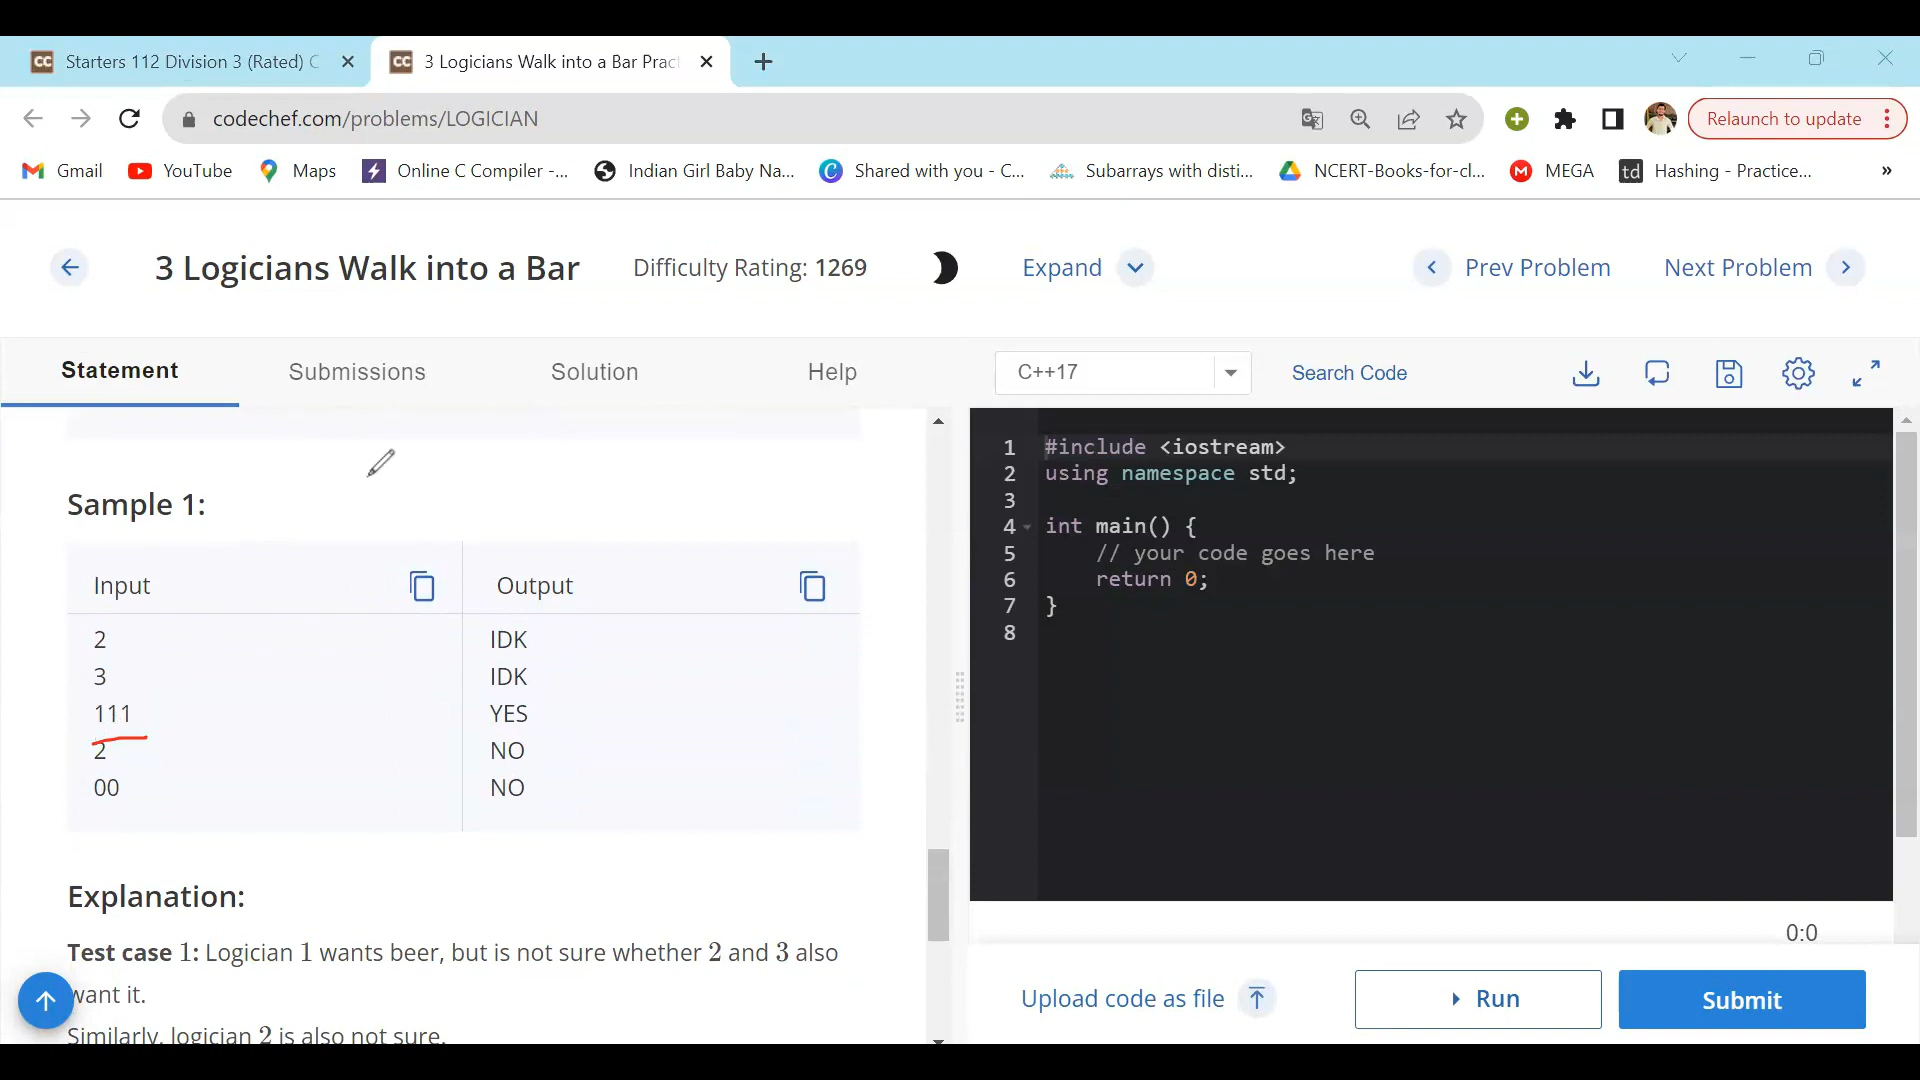 Starters 112 Division 3 (Rated) C
3 Logicians Walk into a Bar Prac
codechef.com/problems/LOGICIAN
Relaunch to update
Gmail
YouTube
Maps
Online C Compiler -...
Indian Girl Baby Na...
Shared with you - C...
Subarrays with disti...
NCERT-Books-for-cl...
MEGA
td
Hashing - Practice...
»
3 Logicians Walk into a Bar
Difficulty Rating: 1269
Expand
Prev Problem
Next Problem
Statement
Submissions
Solution
Help
C++17
Search Code
Sample 1:
Input
Output
2
3
111
2
00
IDK
IDK
YES
NO
NO
Explanation:
Test case 1: Logician 1 wants beer, but is not sure whether 2 and 3 also
want it.
Similarly, logician 2 is also not sure.
1 #include <iostream>
2 using namespace std;
3
4 int main() {
5 // your code goes here
6 return 0;
7 }
8
0:0
Upload code as file
Run
Submit